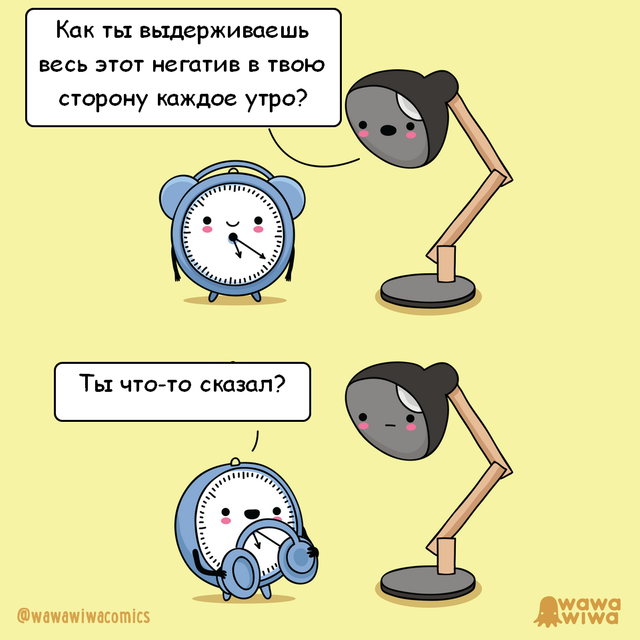 Как ты выдерживаешь
весь этот негатив в твою
сторону каждое утро?
Ты что-то сказал?
@wawawiwacomics
wawa
wiwa